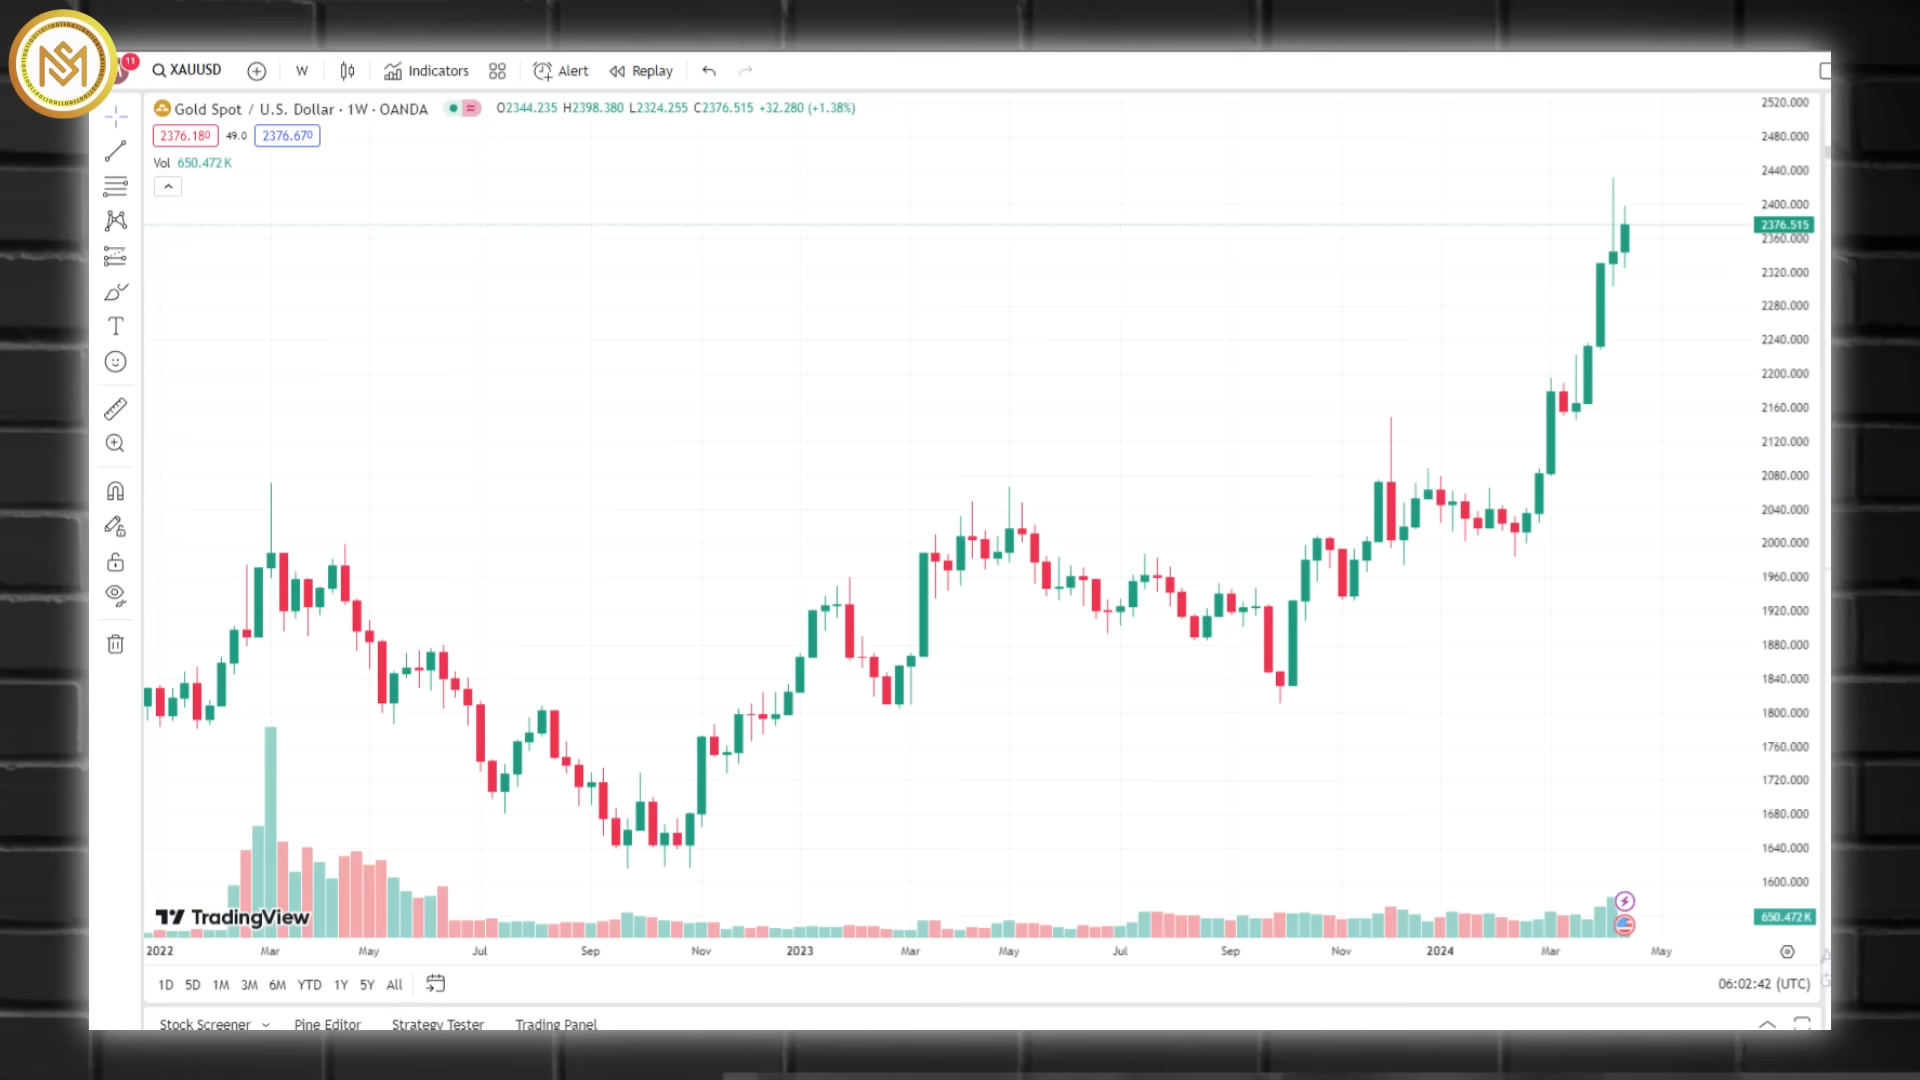 11
XAUUSD
W
Indicators
Alert
Replay
Gold Spot / U.S. Dollar · 1W · OANDA
O2344.235 H2398.380 L2324.255 C2376.515 +32.280 (+1.38%)
2376.180 49.0 2376.670
Vol 650.472K
2520.000
2480.000
2440.000
2400.000
2376.515
2360.000
2320.000
2280.000
2240.000
2200.000
2160.000
2120.000
2080.000
2040.000
2000.000
1960.000
1920.000
1880.000
1840.000
1800.000
1760.000
1720.000
1680.000
1640.000
1600.000
650.472K
TradingView
2022 Mar May Jul Sep Nov 2023 Mar May Jul Sep Nov 2024 Mar May
1D 5D 1M 3M 6M YTD 1Y 5Y All
06:02:42 (UTC)
Stock Screener Pine Editor Strategy Tester Trading Panel